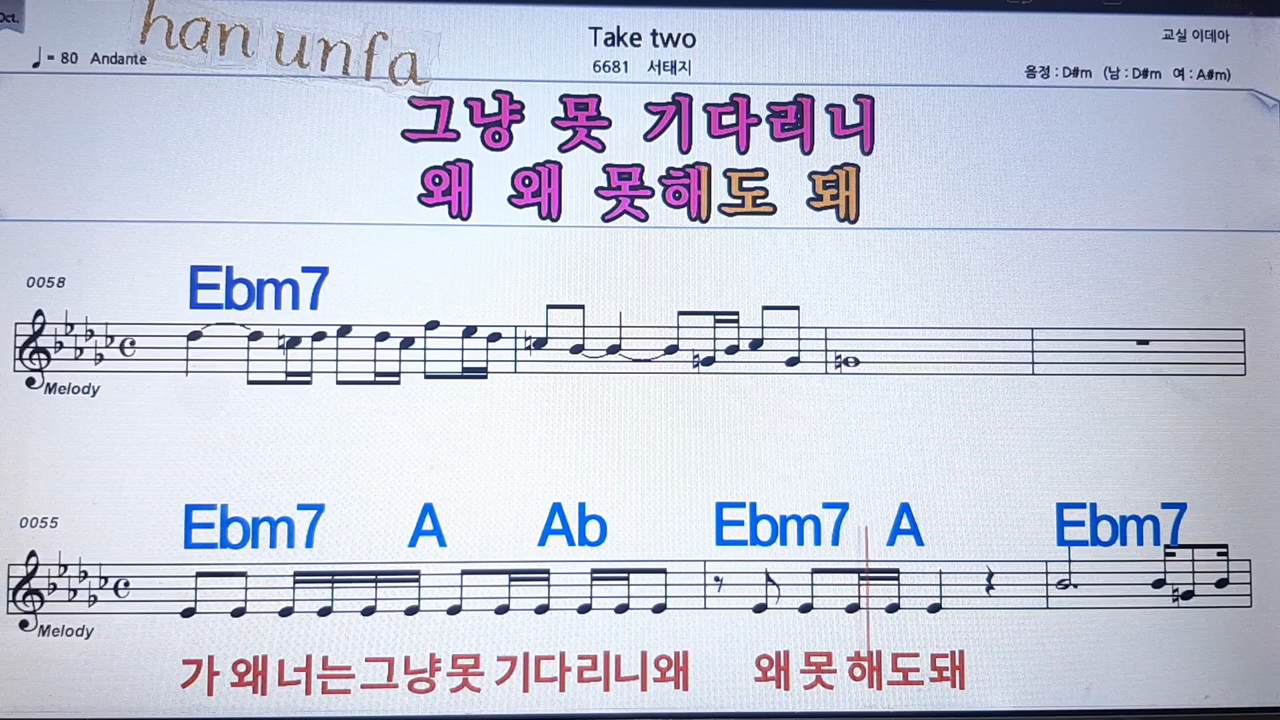 Oct.
han unfa
Take two
교실 이데아
♩= 80 Andante
6681 서태지
음정 : D#m (남 : D#m 여 : A#m)
그냥 못 기다리니
왜 왜 못해도 돼
0058
Ebm7
Melody
0055
Ebm7 A Ab Ebm7 A Ebm7
Melody
가 왜 너는 그냥 못 기다리니 왜 왜 못 해도돼